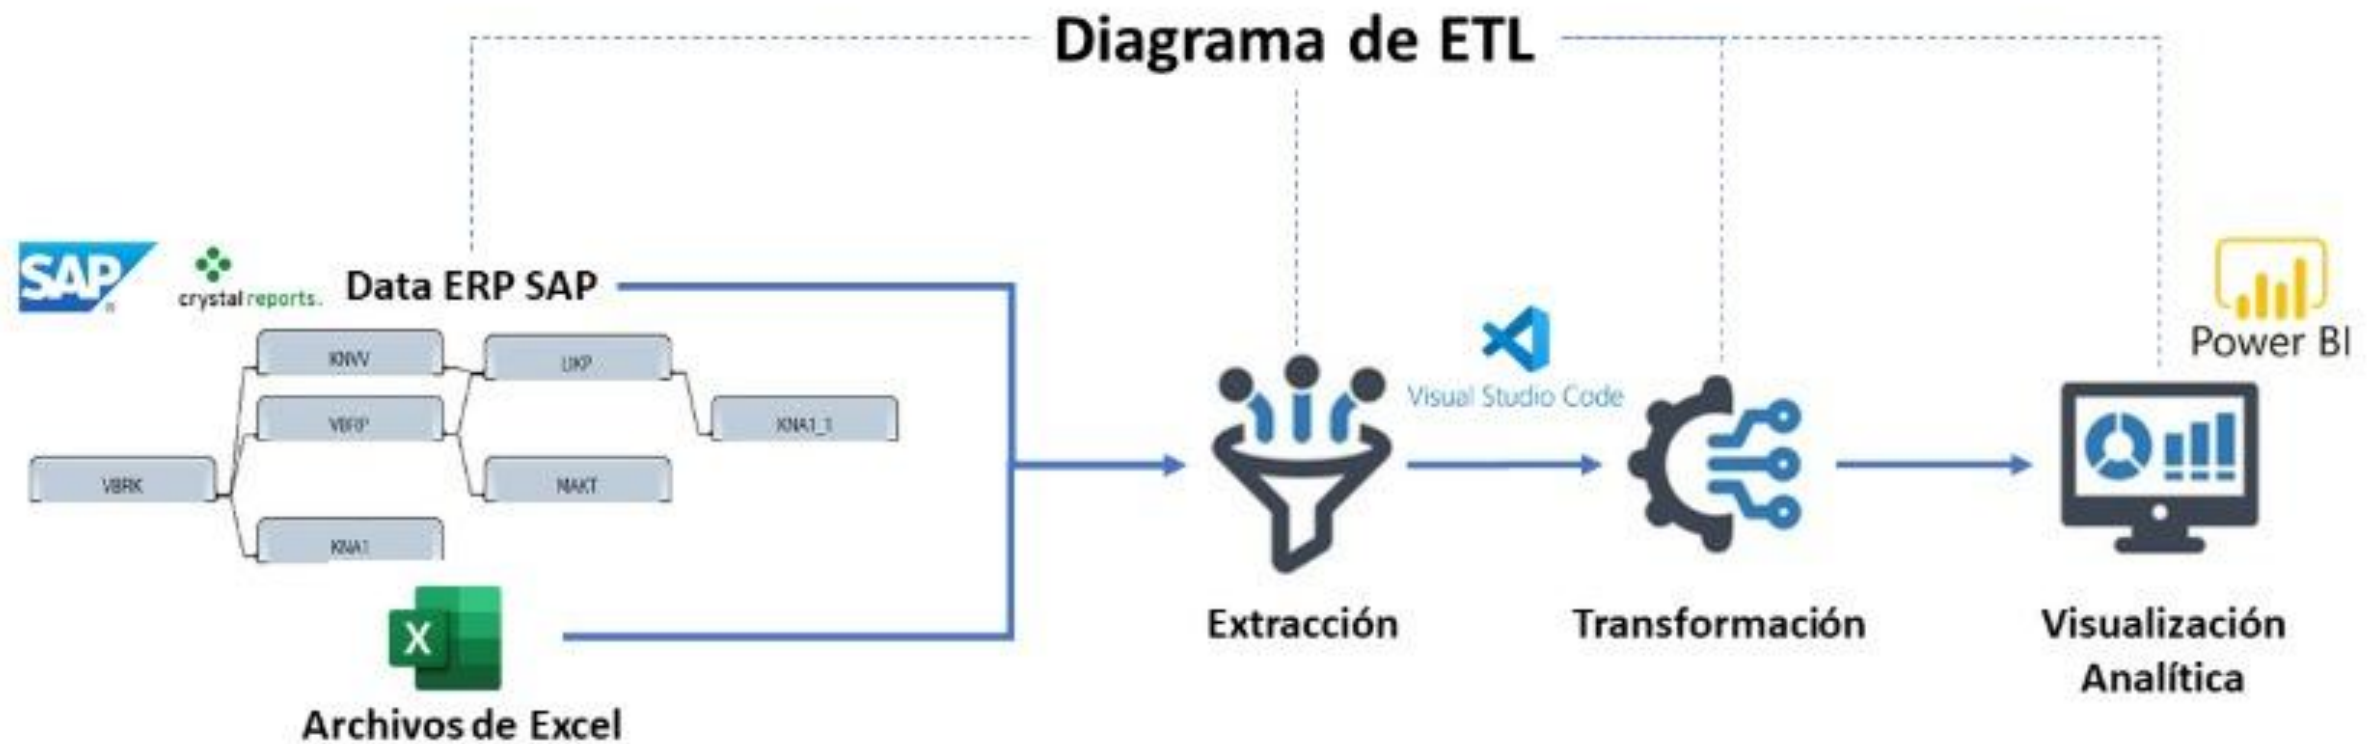 Diagrama de ETL
SAP
crystal reports.
Data ERP SAP
KNVV
LIKP
VBRP
KNA1_1
VBRK
MAKT
KNA1
X
Archivos de Excel
Visual Studio Code
Power BI
Extracción
Transformación
Visualización
Analítica